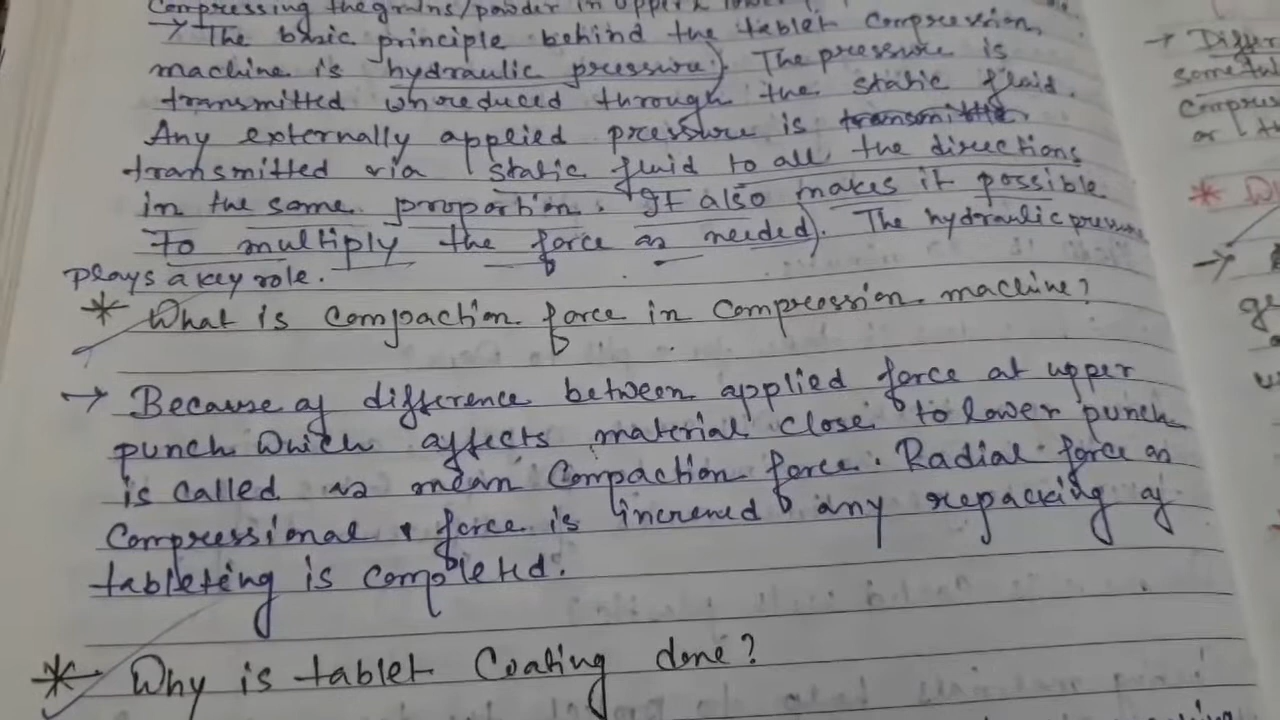 Compressing the grains/powder in upper & lower
→ The basic principle behind the tablet compression
machine is hydraulic pressure). The pressure is
transmitted unreduced through the static fluid.
Any externally applied pressure is transmitte
transmitted via static fluid to all the directions
in the same proportion. It also makes it possible
to multiply the force as needed). The hydraulic pressure
plays a key role.
* What is compaction force in compression machine?
→ Because of difference between applied force at upper
punch which affects material close to lower punch
is called as mean compaction force. Radial force as
compressional force is increased any repacking of
tableting is completed.
* Why is tablet coating done?
→ Differ
some
compres
or
*
→